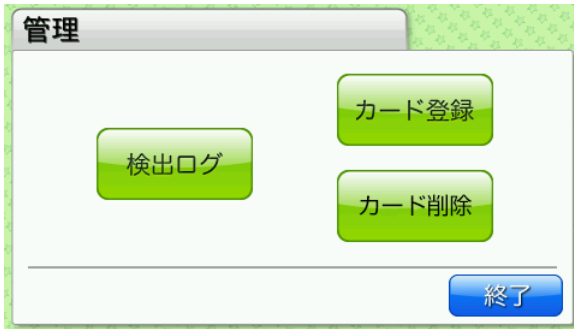 管理
検出ログ
カード登録
カード削除
終了